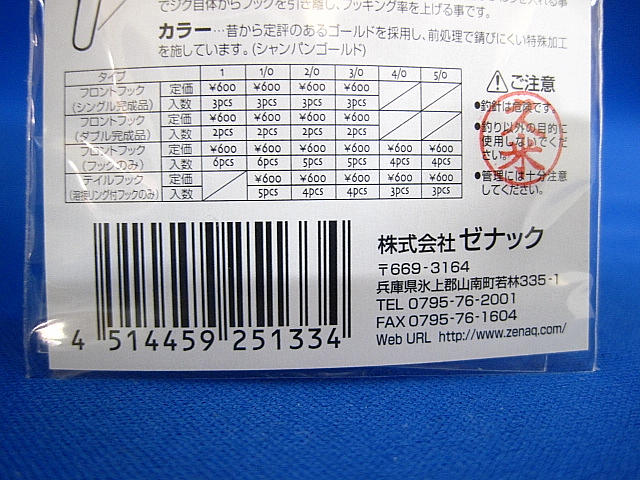 でジグ自体からフックを引き離し、フッキング率を上げる事です。
カラー…昔から定評のあるゴールドを採用し、前処理で錆びにくい特殊加工
を施しています。(シャンパンゴールド)
タイプ 1 1/0 2/0 3/0 4/0 5/0
フロントフック (シングル完成品) 定価 ¥600 ¥600 ¥600 ¥600
入数 3pcs 3pcs 3pcs 3pcs
フロントフック (ダブル完成品) 定価 ¥600 ¥600 ¥600 ¥600
入数 2pcs 2pcs 2pcs 2pcs
フロントフック (フックのみ) 定価 ¥600 ¥600 ¥600 ¥600 ¥600 ¥600
入数 6pcs 6pcs 5pcs 5pcs 4pcs 4pcs
テイルフック (溶接リング付フックのみ) 定価 ¥600 ¥600 ¥600 ¥600 ¥600
入数 5pcs 4pcs 4pcs 3pcs 3pcs
ご注意
●釣針は危険です。
●釣り以外の目的に
使用しないでくだ
さい。
●管理には十分注意
してください。
4 514459 251334
株式会社 ゼナック
〒669-3164
兵庫県氷上郡山南町若林335-1
TEL 0795-76-2001
FAX 0795-76-1604
Web URL http://www.zenaq.com/